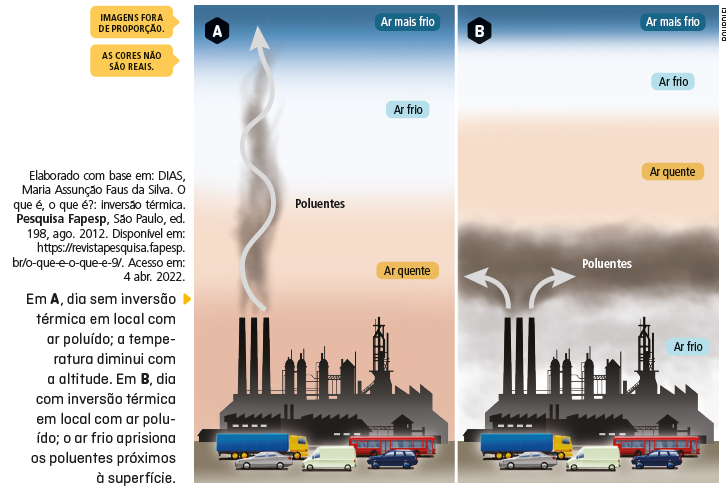 IMAGENS FORA
DE PROPORÇÃO.
AS CORES NÃO
SÃO REAIS.
Elaborado com base em: DIAS,
Maria Assunção Faus da Silva. O
que é, o que é?: inversão térmica.
Pesquisa Fapesp, São Paulo, ed.
198, ago. 2012. Disponível em:
https://revistapesquisa.fapesp.
br/o-que-e-o-que-e-9/. Acesso em:
4 abr. 2022.
Em A, dia sem inversão
térmica em local com
ar poluído; a tempe-
ratura diminui com
a altitude. Em B, dia
com inversão térmica
em local com ar polu-
ído; o ar frio aprisiona
os poluentes próximos
à superfície.
A
Ar mais frio
Ar frio
Poluentes
Ar quente
B
Ar mais frio
Ar frio
Ar quente
Poluentes
Ar frio